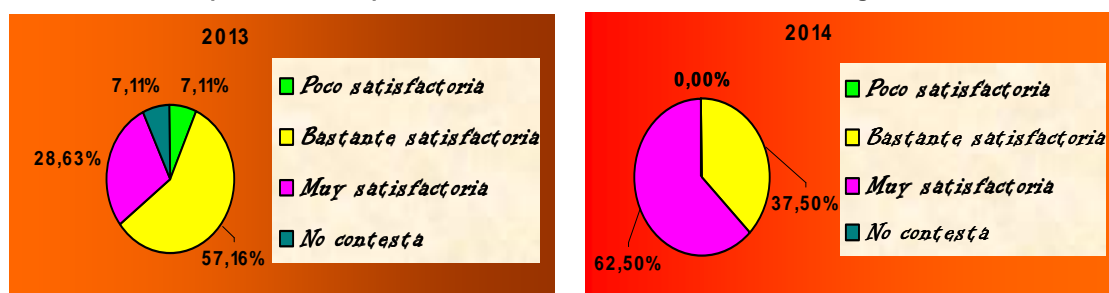 2013
7,11%
7,11%
28,63%
57,16%
Poco satisfactoria
Bastante satisfactoria
Muy satisfactoria
No contesta
2014
0,00%
37,50%
62,50%
Poco satisfactoria
Bastante satisfactoria
Muy satisfactoria
No contesta